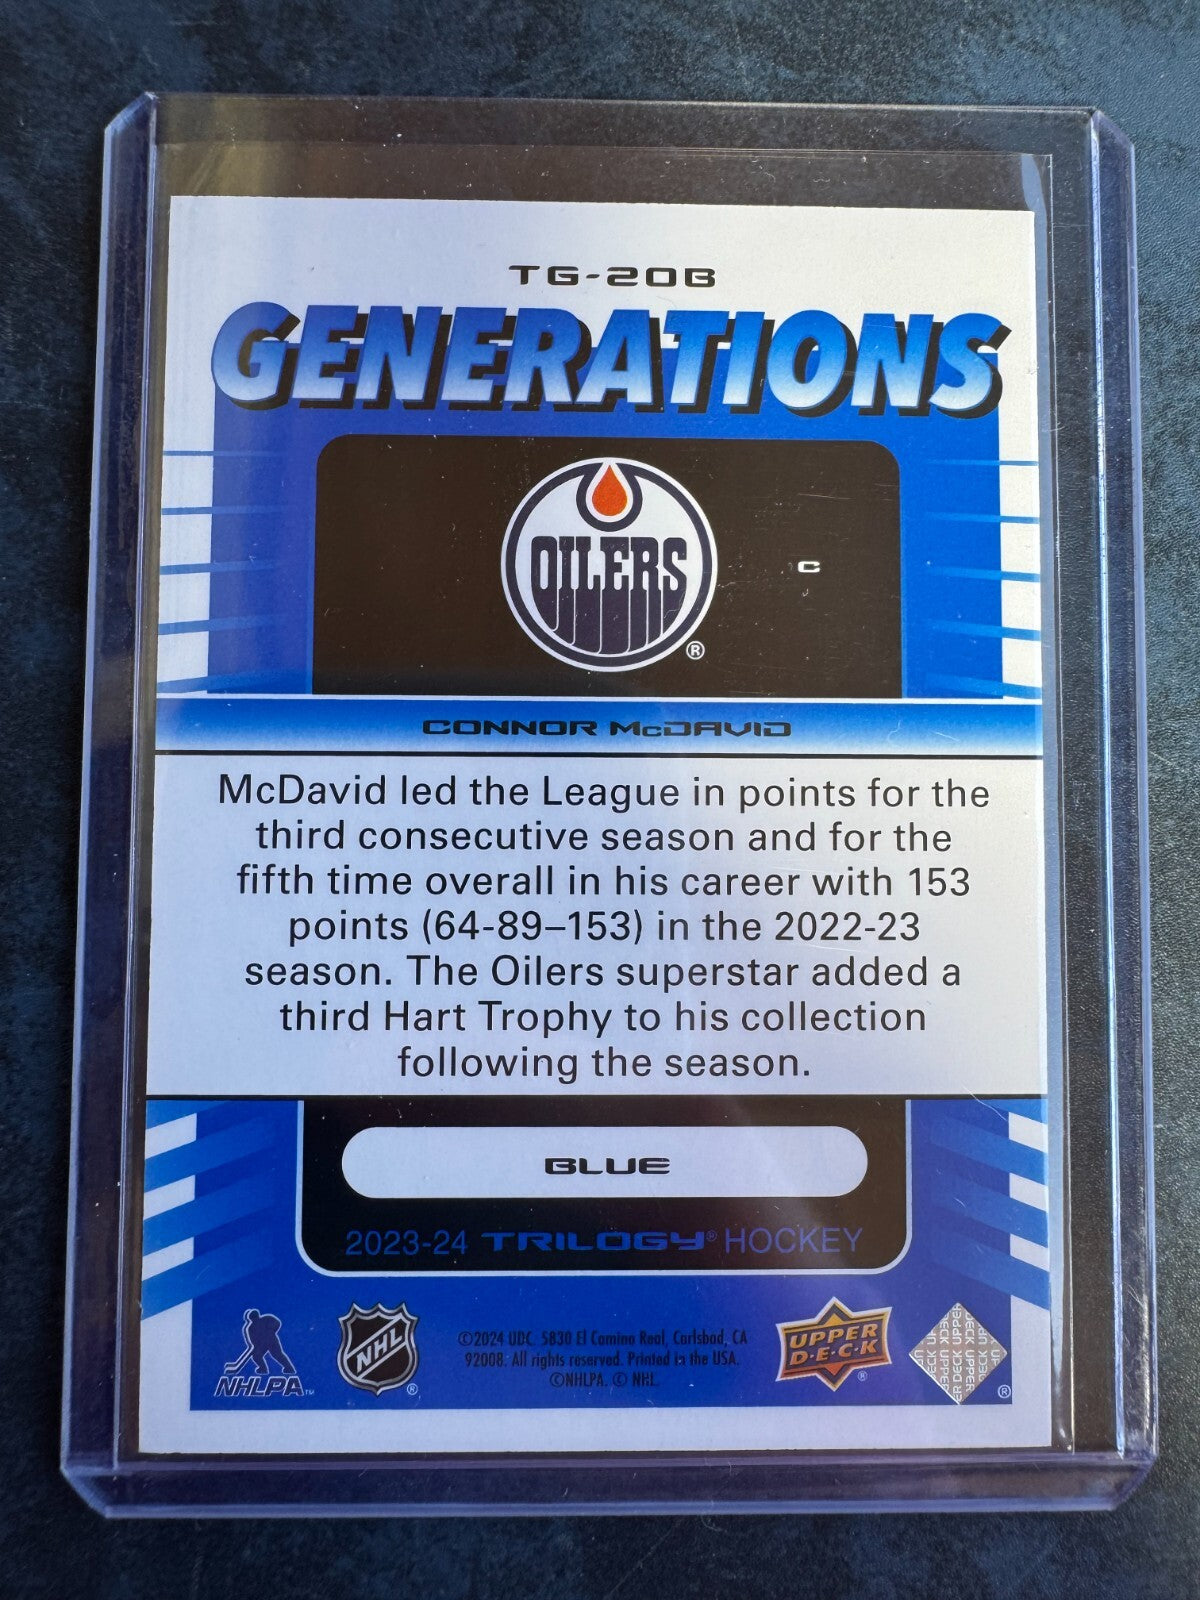 TG-20B
GENERATIONS
OILERS
®
C
CONNOR McDAVID
McDavid led the League in points for the
third consecutive season and for the
fifth time overall in his career with 153
points (64-89–153) in the 2022-23
season. The Oilers superstar added a
third Hart Trophy to his collection
following the season.
BLUE
2023-24 TRILOGY® HOCKEY
NHLPA™
NHL ®
©2024 UDC. 5830 El Camino Real, Carlsbad, CA
92008. All rights reserved. Printed in the USA.
©NHLPA. © NHL.
UPPER
D·E·C·K ®
UPPER DECK ®